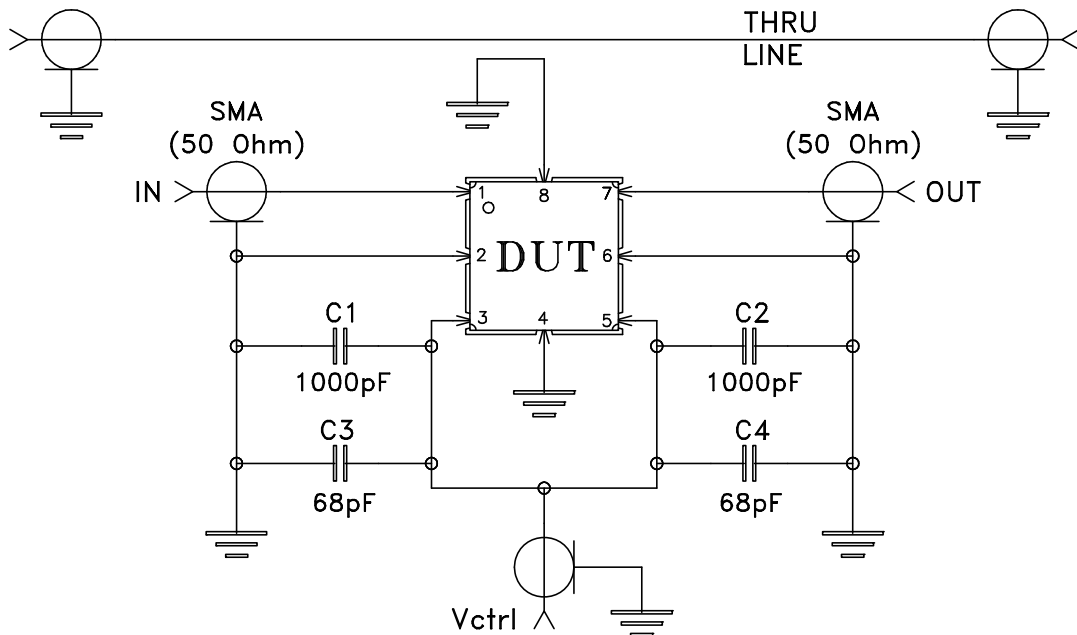 THRU
LINE
SMA
(50 Ohm)
SMA
(50 Ohm)
IN
OUT
1
8
7
2
DUT
6
3
4
5
C1
1000pF
C2
1000pF
C3
68pF
C4
68pF
Vctrl